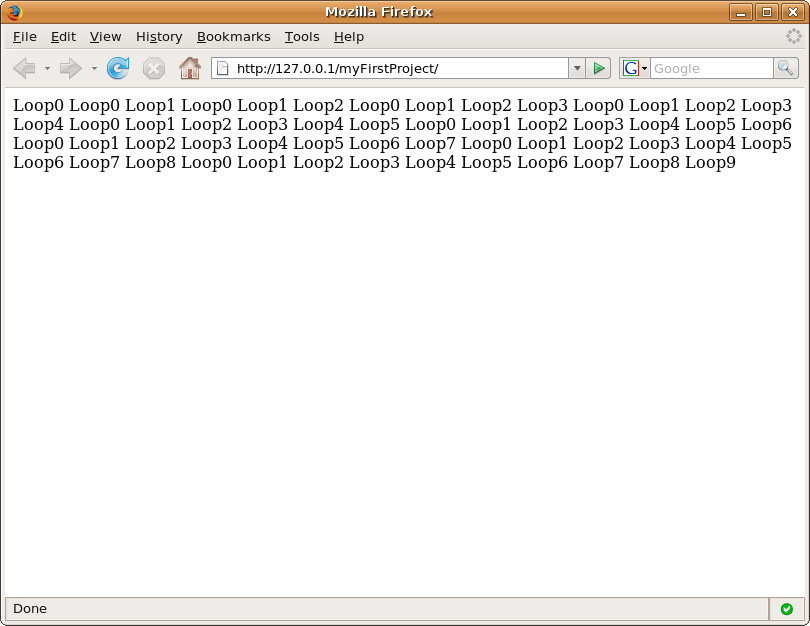 Mozilla Firefox
File Edit View History Bookmarks Tools Help
http://127.0.0.1/myFirstProject/ G Google
Loop0 Loop0 Loop1 Loop0 Loop1 Loop2 Loop0 Loop1 Loop2 Loop3 Loop0 Loop1 Loop2 Loop3
Loop4 Loop0 Loop1 Loop2 Loop3 Loop4 Loop5 Loop0 Loop1 Loop2 Loop3 Loop4 Loop5 Loop6
Loop0 Loop1 Loop2 Loop3 Loop4 Loop5 Loop6 Loop7 Loop0 Loop1 Loop2 Loop3 Loop4 Loop5
Loop6 Loop7 Loop8 Loop0 Loop1 Loop2 Loop3 Loop4 Loop5 Loop6 Loop7 Loop8 Loop9
Done